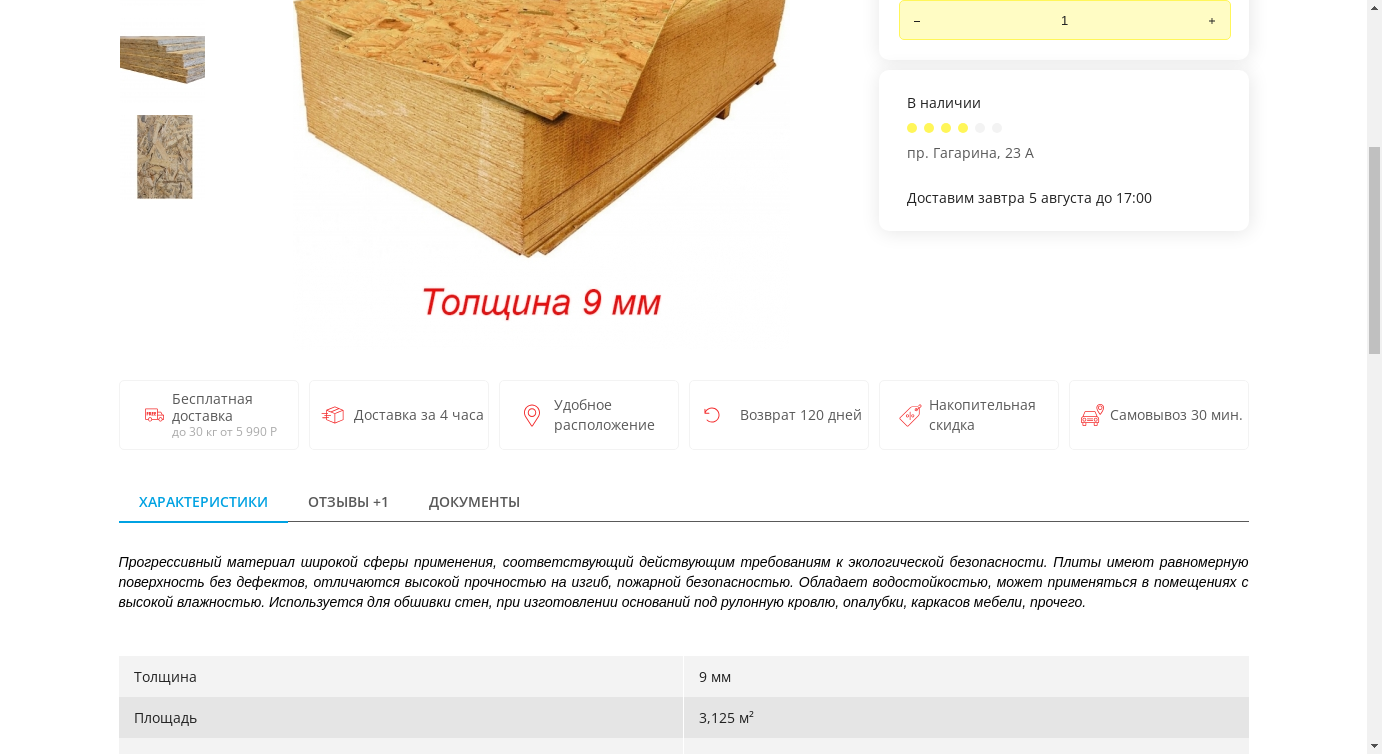 –
1
+
В наличии
пр. Гагарина, 23 А
Доставим завтра 5 августа до 17:00
Толщина 9 мм
Бесплатная
доставка
до 30 кг от 5 990 Р
Доставка за 4 часа
Удобное
расположение
Возврат 120 дней
Накопительная
скидка
Самовывоз 30 мин.
ХАРАКТЕРИСТИКИ
ОТЗЫВЫ +1
ДОКУМЕНТЫ
Прогрессивный материал широкой сферы применения, соответствующий действующим требованиям к экологической безопасности. Плиты имеют равномерную
поверхность без дефектов, отличаются высокой прочностью на изгиб, пожарной безопасностью. Обладает водостойкостью, может применяться в помещениях с
высокой влажностью. Используется для обшивки стен, при изготовлении оснований под рулонную кровлю, опалубки, каркасов мебели, прочего.
Толщина 9 мм
Площадь 3,125 м²